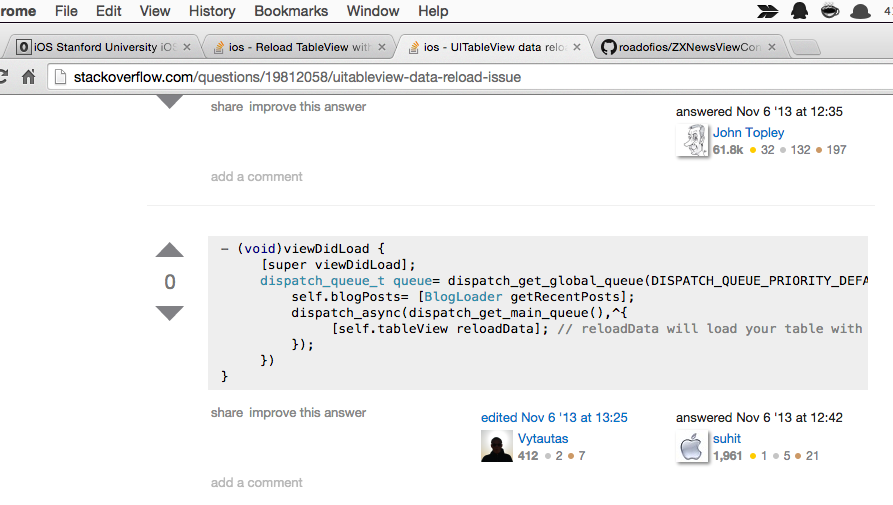 rome File Edit View History Bookmarks Window Help
iOS Stanford University iOS
ios - Reload TableView with
ios - UITableView data relo
roadofios/ZXNewsViewCon
stackoverflow.com/questions/19812058/uitableview-data-reload-issue
share improve this answer
answered Nov 6 '13 at 12:35
John Topley
61.8k 32 132 197
add a comment
0
- (void)viewDidLoad {
[super viewDidLoad];
dispatch_queue_t queue= dispatch_get_global_queue(DISPATCH_QUEUE_PRIORITY_DEFA
self.blogPosts= [BlogLoader getRecentPosts];
dispatch_async(dispatch_get_main_queue(),^{
[self.tableView reloadData]; // reloadData will load your table with
});
})
}
share improve this answer
edited Nov 6 '13 at 13:25
Vytautas
412 2 7
answered Nov 6 '13 at 12:42
suhit
1,961 1 5 21
add a comment